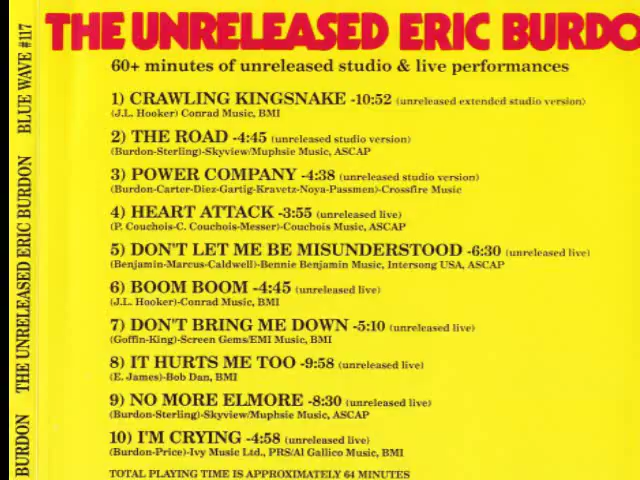 THE UNRELEASED ERIC BURDO
60+ minutes of unreleased studio & live performances
1) CRAWLING KINGSNAKE -10:52 (unreleased extended studio version)
(J.L. Hooker) Conrad Music, BMI
2) THE ROAD -4:45 (unreleased studio version)
(Burdon-Sterling)-Skyview/Muphsie Music, ASCAP
3) POWER COMPANY -4:38 (unreleased studio version)
(Burdon-Carter-Diez-Gartig-Kravetz-Noya-Passmen)-Crossfire Music
4) HEART ATTACK -3:55 (unreleased live)
(P. Couchois-C. Couchois-Messer)-Couchois Music, ASCAP
5) DON'T LET ME BE MISUNDERSTOOD -6:30 (unreleased live)
(Benjamin-Marcus-Caldwell)-Bennie Benjamin Music, Intersong USA, ASCAP
6) BOOM BOOM -4:45 (unreleased live)
(J.L. Hooker)-Conrad Music, BMI
7) DON'T BRING ME DOWN -5:10 (unreleased live)
(Goffin-King)-Screen Gems/EMI Music, BMI
8) IT HURTS ME TOO -9:58 (unreleased live)
(E. James)-Bob Dan, BMI
9) NO MORE ELMORE -8:30 (unreleased live)
(Burdon-Sterling)-Skyview/Muphsie Music, ASCAP
10) I'M CRYING -4:58 (unreleased live)
(Burdon-Price)-Ivy Music Ltd., PRS/Al Gallico Music, BMI
TOTAL PLAYING TIME IS APPROXIMATELY 64 MINUTES
BURDON THE UNRELEASED ERIC BURDON BLUE WAVE #117